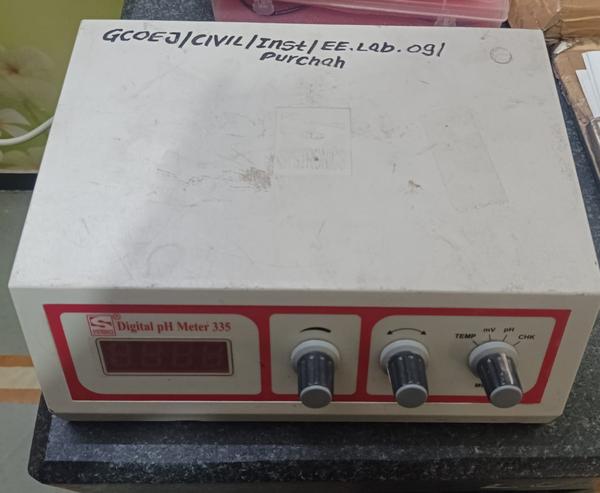 GCOEJ/CIVIL/Inst/EE.Lab.09/
Purchah
S
Digital pH Meter 335
TEMP mV pH CHK